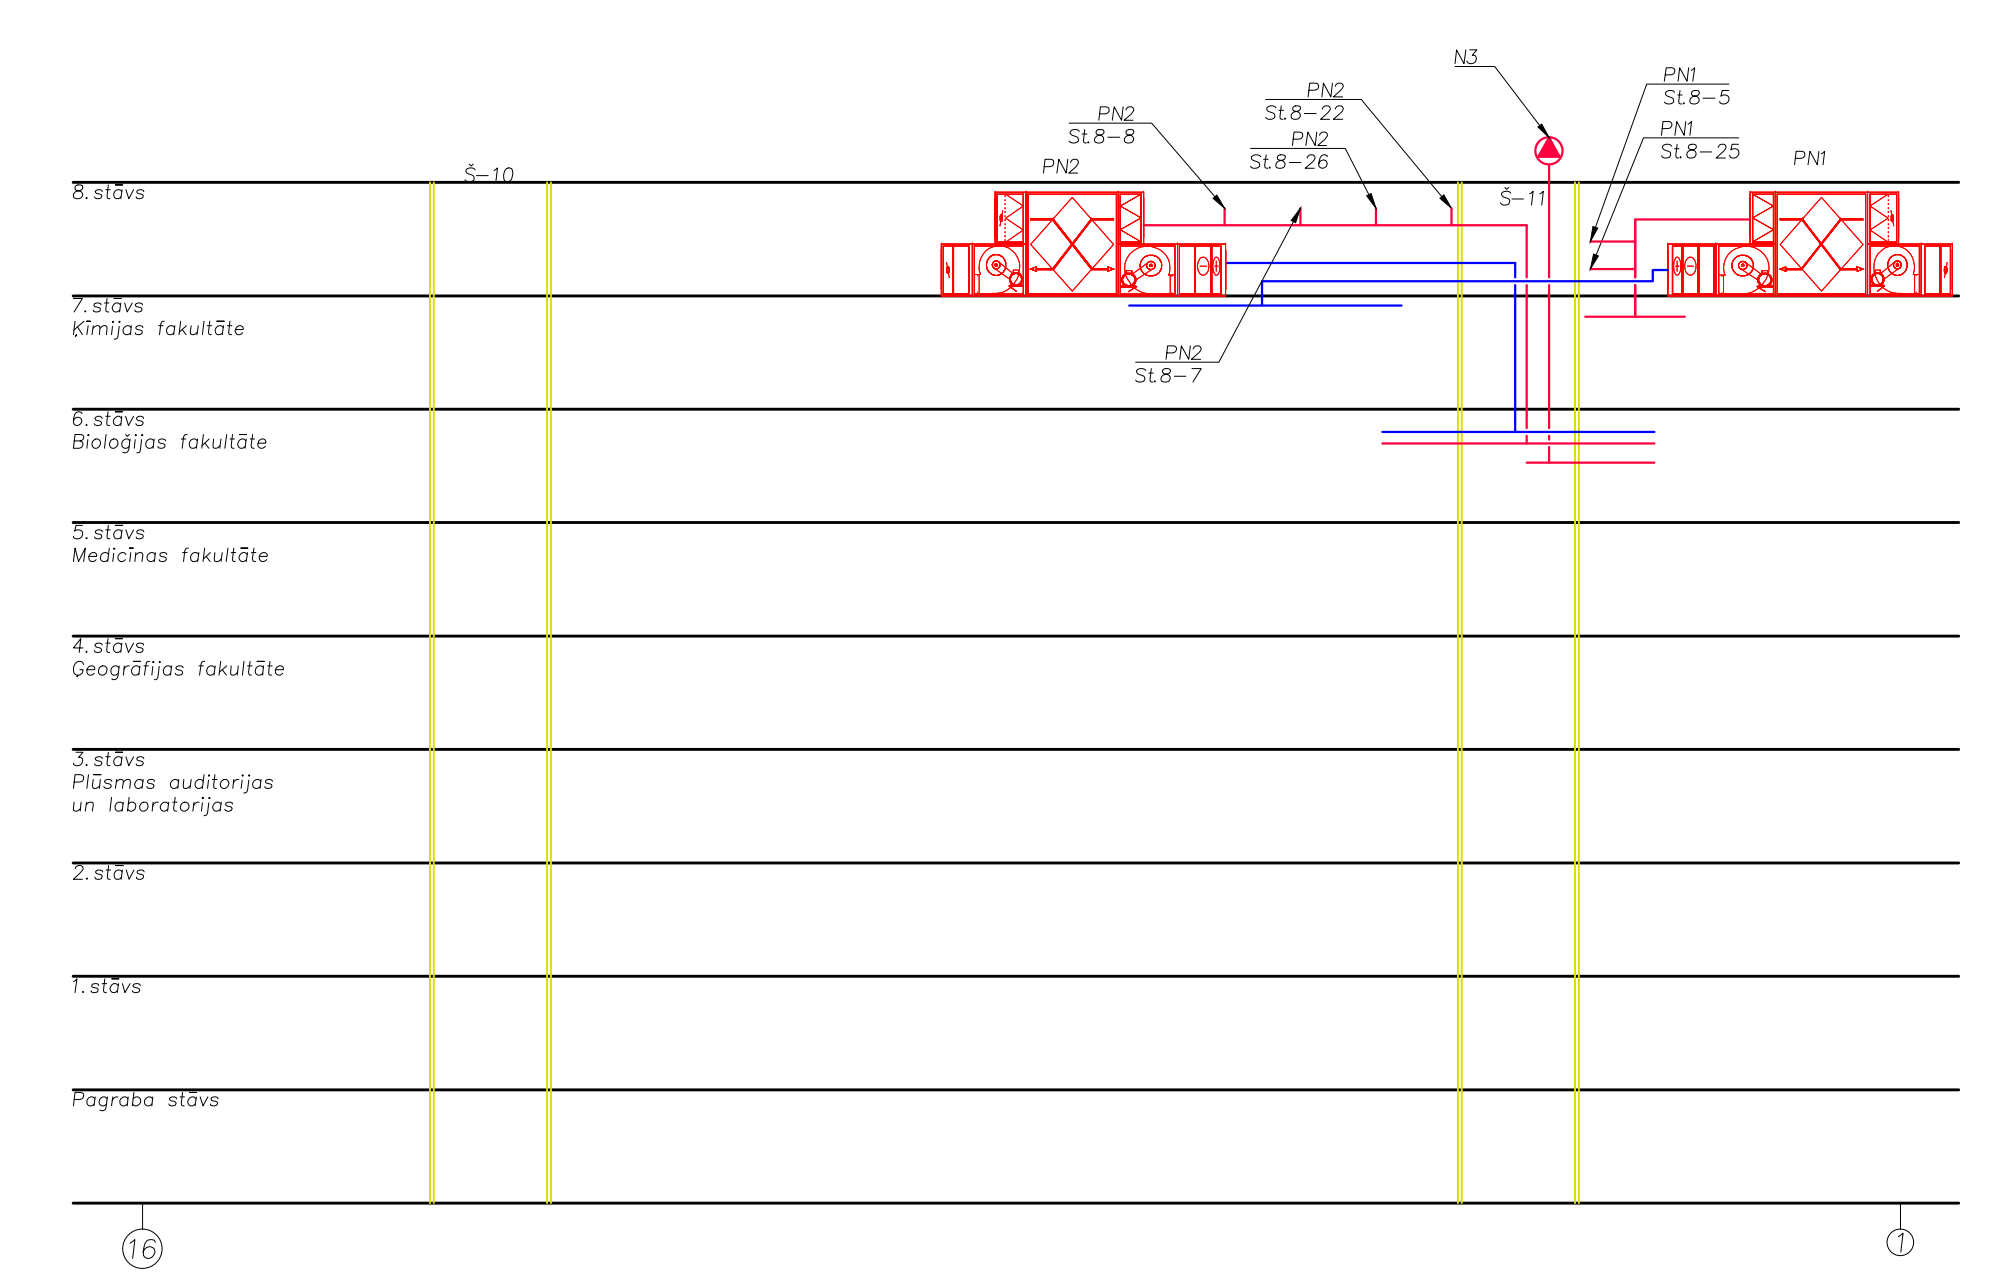 N3
PN1
St.8-5
PN2
St.8-22
PN2
St.8-8
PN1
St.8-25
PN2
St.8-26
PN2
PN1
Š-10
8.stāvs
Š-11
7.stāvs
Ķīmijas fakultāte
PN2
St.8-7
6.stāvs
Bioloģijas fakultāte
5.stāvs
Medicīnas fakultāte
4.stāvs
Ģeogrāfijas fakultāte
3.stāvs
Plūsmas auditorijas
un laboratorijas
2.stāvs
1.stāvs
Pagraba stāvs
16
1